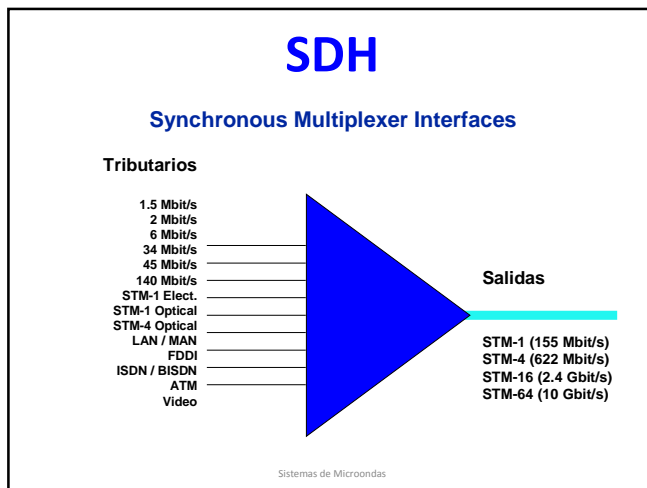 SDH
Synchronous Multiplexer Interfaces
Tributarios
1.5 Mbit/s
2 Mbit/s
6 Mbit/s
34 Mbit/s
45 Mbit/s
140 Mbit/s
STM-1 Elect.
STM-1 Optical
STM-4 Optical
LAN / MAN
FDDI
ISDN / BISDN
ATM
Video
Salidas
STM-1 (155 Mbit/s)
STM-4 (622 Mbit/s)
STM-16 (2.4 Gbit/s)
STM-64 (10 Gbit/s)
Sistemas de Microondas